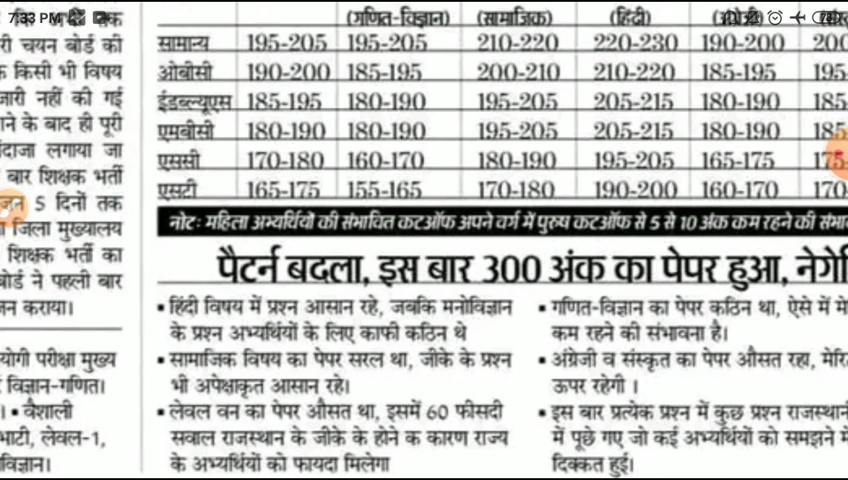 7:33 PM
(गणित-विज्ञान) (सामाजिक) (हिंदी)
सामान्य 195-205 195-205 210-220 220-230 190-200 200
ओबीसी 190-200 185-195 200-210 210-220 185-195 195-
ईडब्ल्यूएस 185-195 180-190 195-205 205-215 180-190 185
एमबीसी 180-190 180-190 195-205 205-215 180-190 185
एससी 170-180 160-170 180-190 195-205 165-175 175-
एसटी 165-175 155-165 170-180 190-200 160-170 170
नोटः महिला अभ्यर्थियों की संभावित कटऑफ अपने वर्ग में पुरुष कटऑफ से 5 से 10 अंक कम रहने की संभा
पैटर्न बदला, इस बार 300 अंक का पेपर हुआ, नेगे
▪ हिंदी विषय में प्रश्न आसान रहे, जबकि मनोविज्ञान
के प्रश्न अभ्यर्थियों के लिए काफी कठिन थे
▪ सामाजिक विषय का पेपर सरल था, जीके के प्रश्न
भी अपेक्षाकृत आसान रहे।
▪ लेवल वन का पेपर औसत था, इसमें 60 फीसदी
सवाल राजस्थान के जीके के होने क कारण राज्य
के अभ्यर्थियों को फायदा मिलेगा
▪ गणित-विज्ञान का पेपर कठिन था, ऐसे में मे
कम रहने की संभावना है।
▪ अंग्रेजी व संस्कृत का पेपर औसत रहा, मेरि
ऊपर रहेगी ।
▪ इस बार प्रत्येक प्रश्न में कुछ प्रश्न राजस्थान
में पूछे गए जो कई अभ्यर्थियों को समझने में
दिक्कत हुई।
री चयन बोर्ड की
किसी भी विषय
जारी नहीं की गई
ाने के बाद ही पूरी
दाजा लगाया जा
बार शिक्षक भर्ती
जन 5 दिनों तक
जिला मुख्यालय
शिक्षक भर्ती का
बोर्ड ने पहली बार
जन कराया।
योगी परीक्षा मुख्य
विज्ञान-गणित।
। ▪ वैशाली
भाटी, लेवल-1,
विज्ञान।